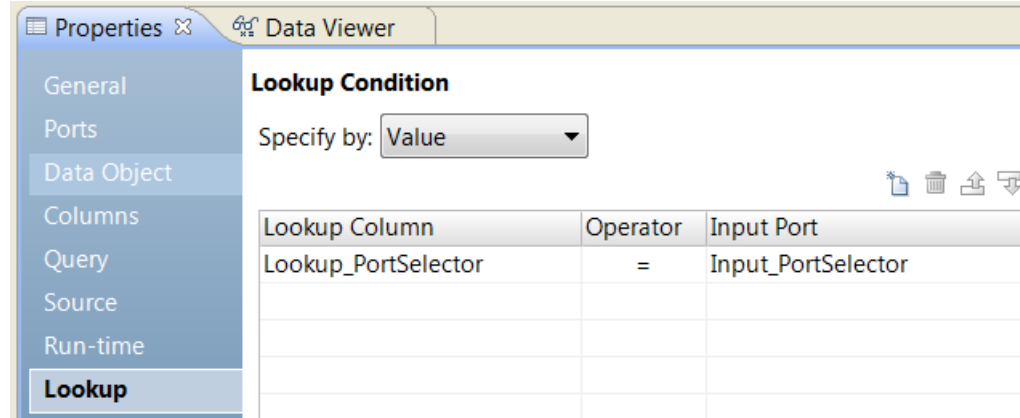 Properties Data Viewer
General
Ports
Data Object
Columns
Query
Source
Run-time
Lookup
Lookup Condition
Specify by: Value
Lookup Column Operator Input Port
Lookup_PortSelector = Input_PortSelector